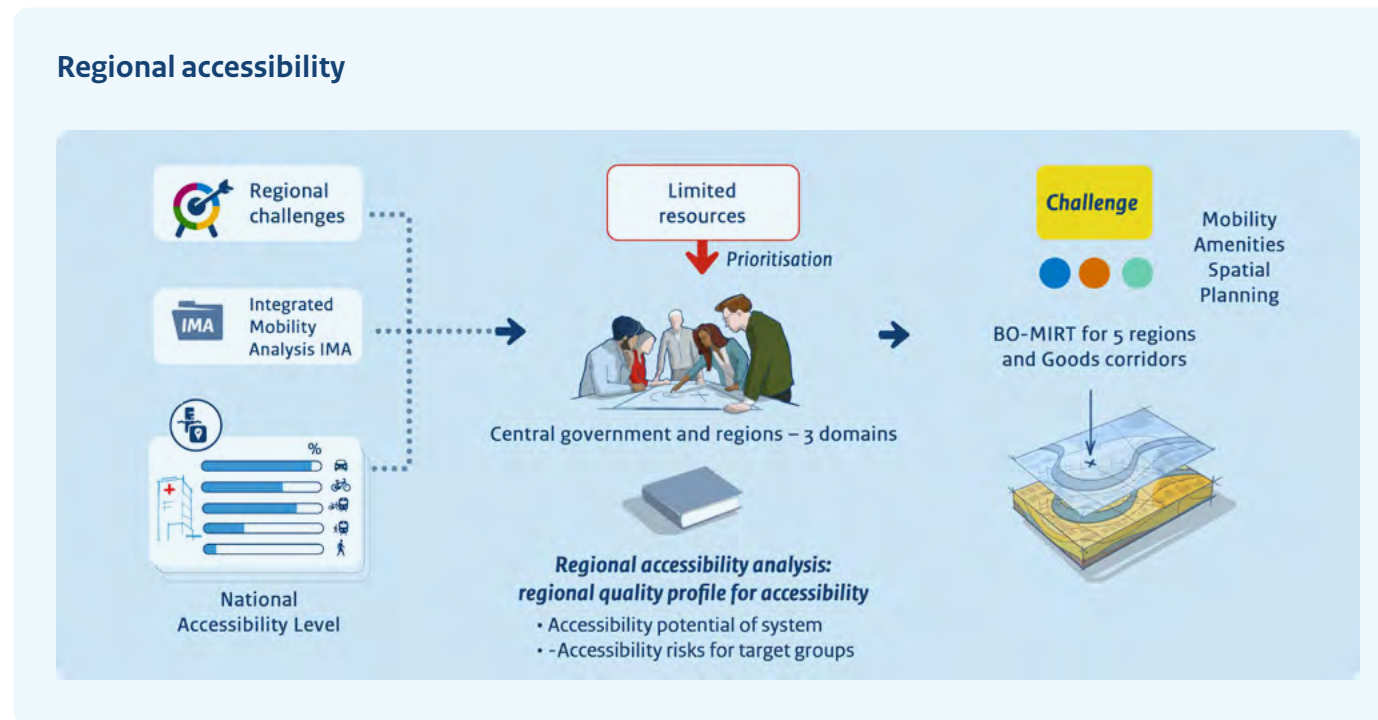 Regional accessibility
Regional
challenges
IMA
Integrated
Mobility
Analysis IMA
%
National
Accessibility Level
Limited
resources
Prioritisation
Central government and regions – 3 domains
Regional accessibility analysis:
regional quality profile for accessibility
• Accessibility potential of system
• -Accessibility risks for target groups
Challenge
Mobility
Amenities
Spatial
Planning
BO-MIRT for 5 regions
and Goods corridors